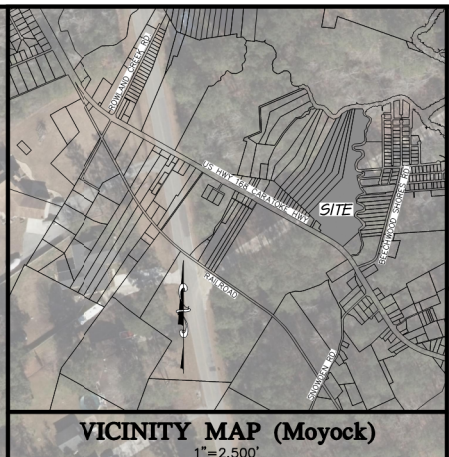 ROWLAND CREEK RD
US HWY 168 CARATOKE HWY
SITE
BEECHWOOD SHORES RD
RAILROAD
SNOWDEN RD
VICINITY MAP (Moyock)
1"=2,500'